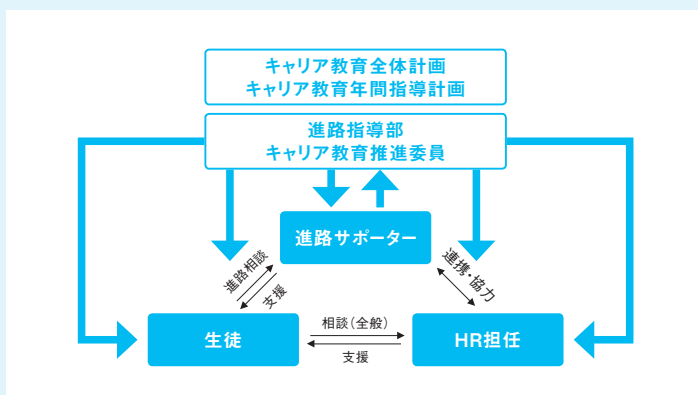 キャリア教育全体計画
キャリア教育年間指導計画
進路指導部
キャリア教育推進委員
進路サポーター
進路相談
支援
連携・協力
生徒
相談(全般)
支援
HR担任